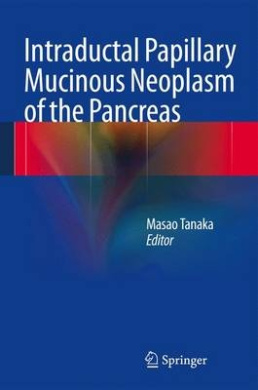 Intraductal Papillary
Mucinous Neoplasm
of the Pancreas
Masao Tanaka
Editor
Springer